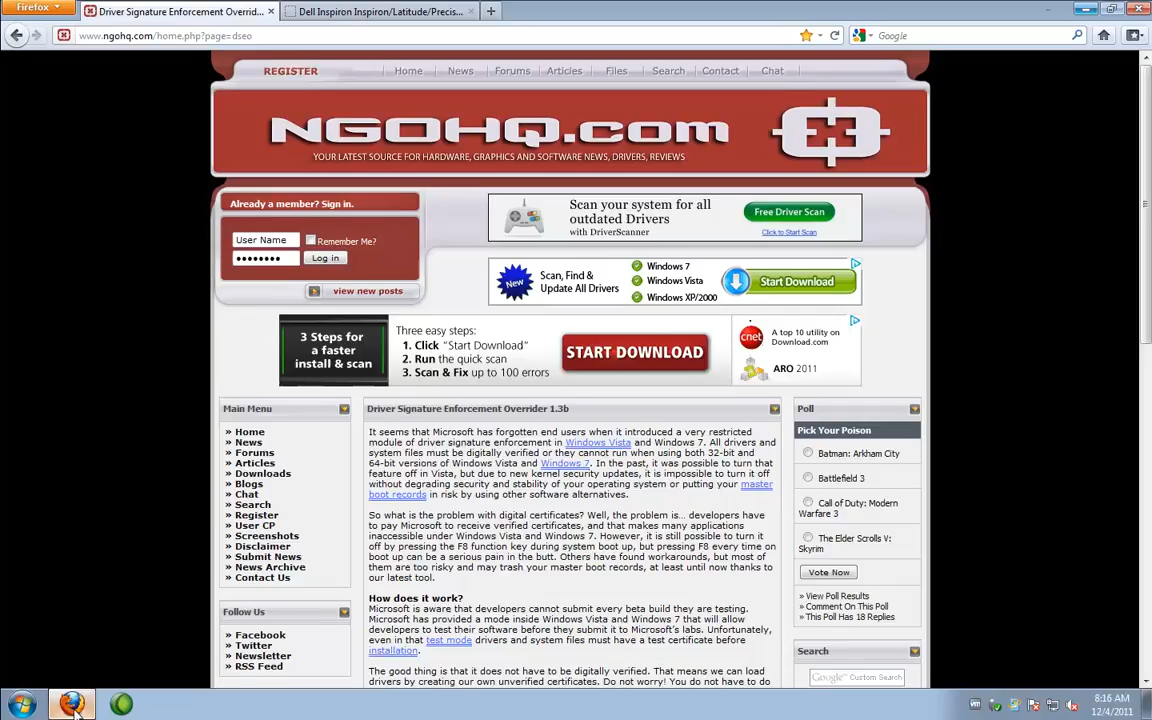 Firefox
Driver Signature Enforcement Overrid...
Dell Inspiron Inspiron/Latitude/Precis...
www.ngohq.com/home.php?page=dseo
Google
REGISTER
Home
News
Forums
Articles
Files
Search
Contact
Chat
NGOHQ.com
YOUR LATEST SOURCE FOR HARDWARE, GRAPHICS AND SOFTWARE NEWS, DRIVERS, REVIEWS
Already a member? Sign in.
User Name
Remember Me?
Log in
view new posts
Scan your system for all
outdated Drivers
with DriverScanner
Free Driver Scan
Click to Start Scan
New
Scan, Find &
Update All Drivers
Windows 7
Windows Vista
Windows XP/2000
Start Download
3 Steps for
a faster
install & scan
Three easy steps:
1. Click "Start Download"
2. Run the quick scan
3. Scan & Fix up to 100 errors
START DOWNLOAD
cnet
A top 10 utility on
Download.com
ARO 2011
Main Menu
» Home
» News
» Forums
» Articles
» Downloads
» Blogs
» Chat
» Search
» Register
» User CP
» Screenshots
» Disclaimer
» Submit News
» News Archive
» Contact Us
Follow Us
» Facebook
» Twitter
» Newsletter
» RSS Feed
Driver Signature Enforcement Overrider 1.3b
It seems that Microsoft has forgotten end users when it introduced a very restricted
module of driver signature enforcement in Windows Vista and Windows 7. All drivers and
system files must be digitally verified or they cannot run when using both 32-bit and
64-bit versions of Windows Vista and Windows 7. In the past, it was possible to turn that
feature off in Vista, but due to new kernel security updates, it is impossible to turn it off
without degrading security and stability of your operating system or putting your master
boot records in risk by using other software alternatives.
So what is the problem with digital certificates? Well, the problem is... developers have
to pay Microsoft to receive verified certificates, and that makes many applications
inaccessible under Windows Vista and Windows 7. However, it is still possible to turn it
off by pressing the F8 function key during system boot up, but pressing F8 every time on
boot up can be a serious pain in the butt. Others have found workarounds, but most of
them are too risky and may trash your master boot records, at least until now thanks to
our latest tool.
How does it work?
Microsoft is aware that developers cannot submit every beta build they are testing.
Microsoft has provided a mode inside Windows Vista and Windows 7 that will allow
developers to test their software before they submit it to Microsoft's labs. Unfortunately,
even in that test mode drivers and system files must have a test certificate before
installation.
The good thing is that it does not have to be digitally verified. That means we can load
drivers by creating our own unverified certificates. Do not worry! You do not have to do
Poll
Pick Your Poison
Batman: Arkham City
Battlefield 3
Call of Duty: Modern
Warfare 3
The Elder Scrolls V:
Skyrim
Vote Now
» View Poll Results
» Comment On This Poll
» This Poll Has 18 Replies
Search
Google™ Custom Search
8:16 AM
12/4/2011